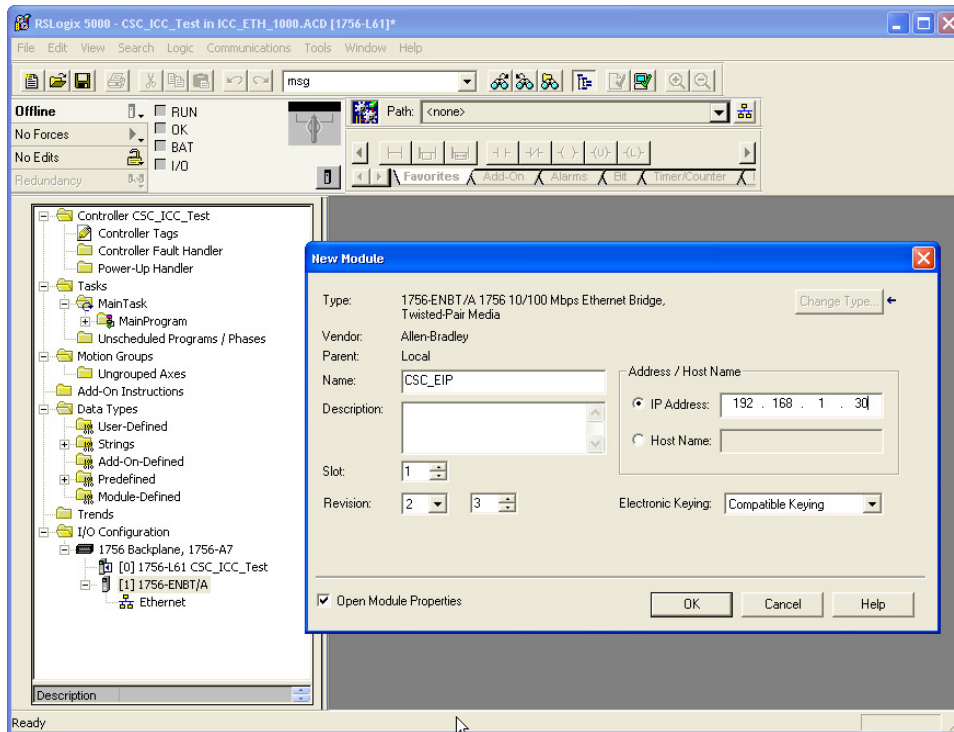 RSLogix 5000 - CSC_ICC_Test in ICC_ETH_1000.ACD [1756-L61]*
File Edit View Search Logic Communications Tools Window Help
msg
Offline
RUN
Path: <none>
No Forces
OK
No Edits
BAT
I/O
Redundancy
Favorites Add-On Alarms Bit Timer/Counter
Controller CSC_ICC_Test
Controller Tags
Controller Fault Handler
Power-Up Handler
Tasks
MainTask
MainProgram
Unscheduled Programs / Phases
Motion Groups
Ungrouped Axes
Add-On Instructions
Data Types
User-Defined
Strings
Add-On-Defined
Predefined
Module-Defined
Trends
I/O Configuration
1756 Backplane, 1756-A7
[0] 1756-L61 CSC_ICC_Test
[1] 1756-ENBT/A
Ethernet
Description
New Module
Type: 1756-ENBT/A 1756 10/100 Mbps Ethernet Bridge,
Twisted-Pair Media
Change Type...
Vendor: Allen-Bradley
Parent: Local
Name: CSC_EIP
Address / Host Name
IP Address: 192 . 168 . 1 . 30
Description:
Host Name:
Slot: 1
Revision: 2 3
Electronic Keying: Compatible Keying
Open Module Properties
OK Cancel Help
Ready